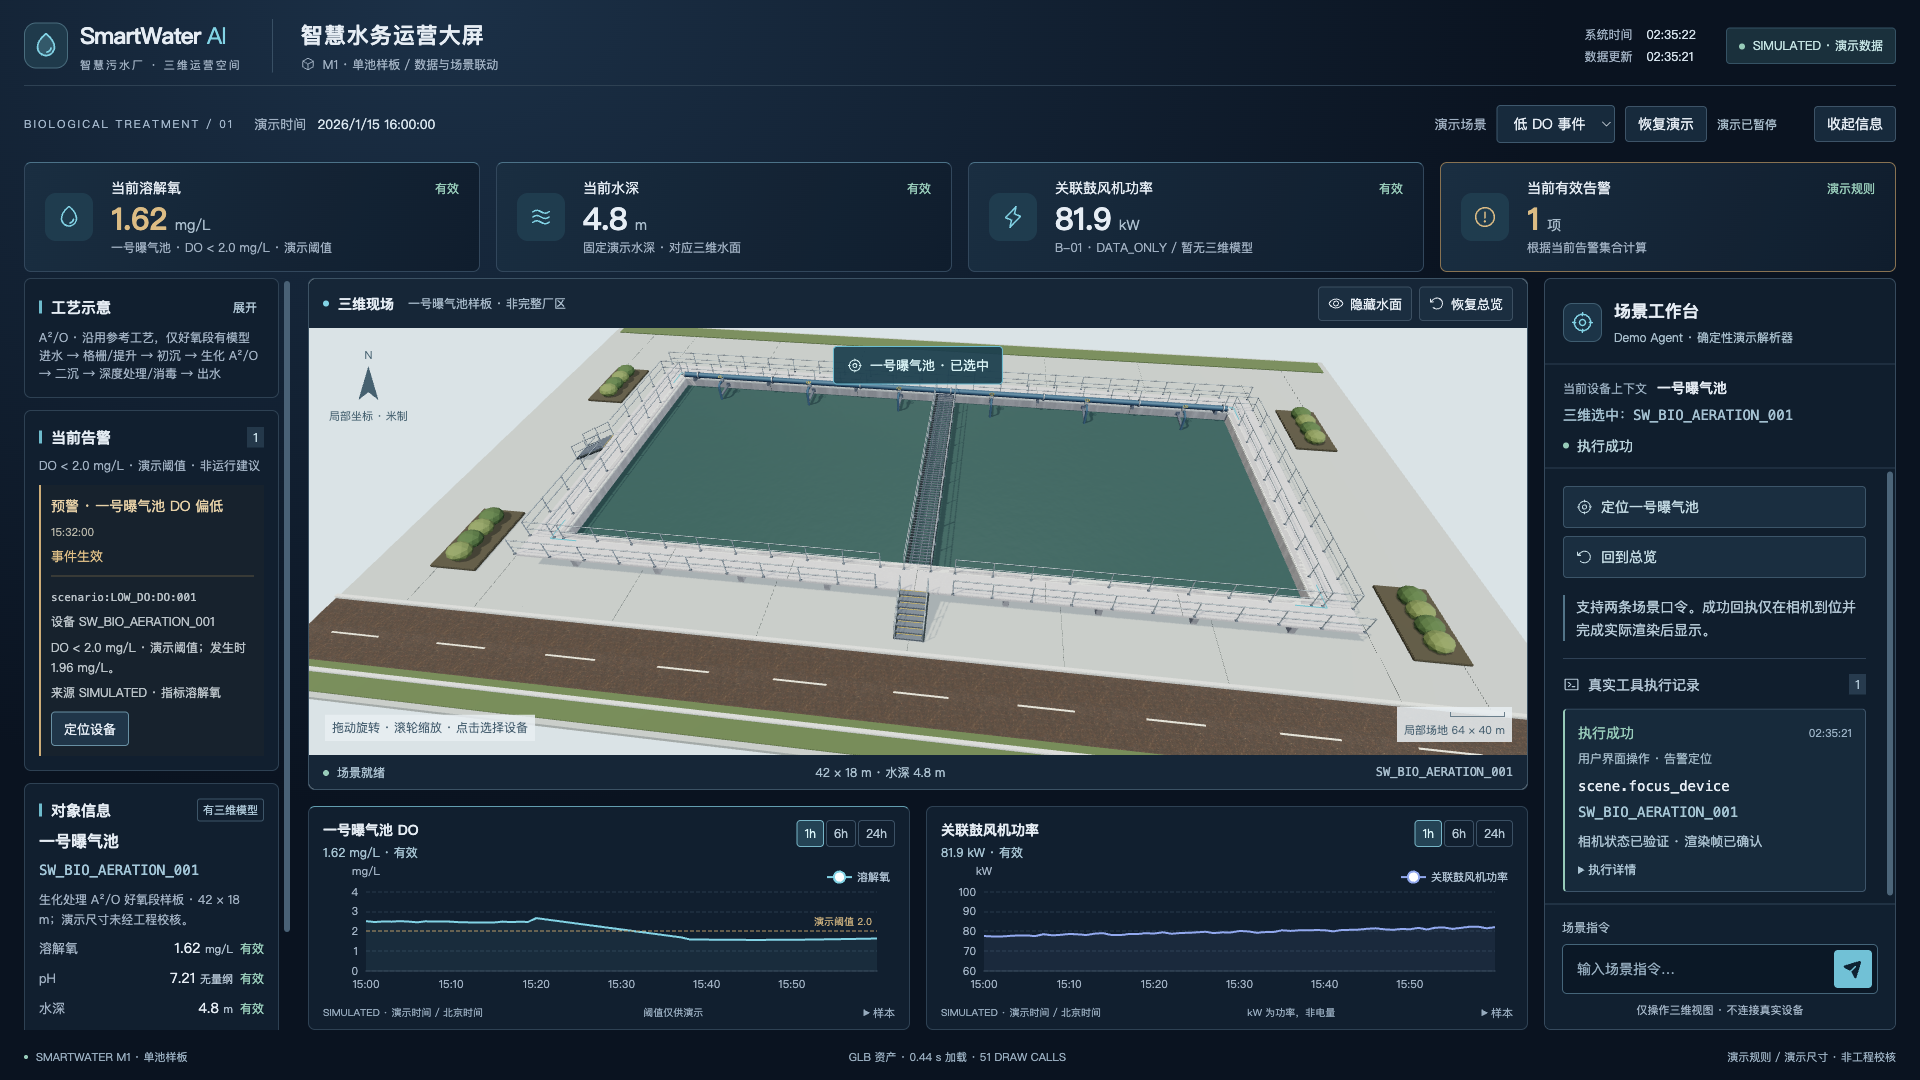 SmartWater AI
智慧污水厂 · 三维运营空间
智慧水务运营大屏
M1 · 单池样板 / 数据与场景联动
系统时间 02:35:22
数据更新 02:35:21
SIMULATED · 演示数据
BIOLOGICAL TREATMENT / 01 演示时间 2026/1/15 16:00:00
演示场景 低 DO 事件 恢复演示 演示已暂停 收起信息
当前溶解氧 有效
1.62 mg/L
一号曝气池 · DO < 2.0 mg/L · 演示阈值
当前水深 有效
4.8 m
固定演示水深 · 对应三维水面
关联鼓风机功率 有效
81.9 kW
B-01 · DATA_ONLY / 暂无三维模型
当前有效告警 演示规则
1 项
根据当前告警集合计算
工艺示意 展开
A²/O · 沿用参考工艺，仅好氧段有模型
进水 → 格栅/提升 → 初沉 → 生化 A²/O
→ 二沉 → 深度处理/消毒 → 出水
当前告警 1
DO < 2.0 mg/L · 演示阈值 · 非运行建议
预警 · 一号曝气池 DO 偏低
15:32:00
事件生效
scenario:LOW_DO:DO:001
设备 SW_BIO_AERATION_001
DO < 2.0 mg/L · 演示阈值；发生时
1.96 mg/L。
来源 SIMULATED · 指标溶解氧
定位设备
对象信息 有三维模型
一号曝气池
SW_BIO_AERATION_001
生化处理 A²/O 好氧段样板 · 42 × 18
m；演示尺寸未经工程校核。
溶解氧 1.62 mg/L 有效
pH 7.21 无量纲 有效
水深 4.8 m 有效
三维现场 一号曝气池样板 · 非完整厂区
隐藏水面 恢复总览
N
局部坐标 · 米制
一号曝气池 · 已选中
拖动旋转 · 滚轮缩放 · 点击选择设备
局部场地 64 × 40 m
场景就绪 42 × 18 m · 水深 4.8 m SW_BIO_AERATION_001
一号曝气池 DO 1h 6h 24h
1.62 mg/L · 有效
mg/L
溶解氧
4
3
2
1
0
演示阈值 2.0
15:00 15:10 15:20 15:30 15:40 15:50
SIMULATED · 演示时间 / 北京时间 阈值仅供演示 ▶ 样本
关联鼓风机功率 1h 6h 24h
81.9 kW · 有效
kW
关联鼓风机功率
100
90
80
70
60
15:00 15:10 15:20 15:30 15:40 15:50
SIMULATED · 演示时间 / 北京时间 kW 为功率，非电量 ▶ 样本
场景工作台
Demo Agent · 确定性演示解析器
当前设备上下文 一号曝气池
三维选中：SW_BIO_AERATION_001
执行成功
定位一号曝气池
回到总览
支持两条场景口令。成功回执仅在相机到位并
完成实际渲染后显示。
真实工具执行记录 1
执行成功 02:35:21
用户界面操作 · 告警定位
scene.focus_device
SW_BIO_AERATION_001
相机状态已验证 · 渲染帧已确认
▶ 执行详情
场景指令
输入场景指令...
仅操作三维视图 · 不连接真实设备
SMARTWATER M1 · 单池样板
GLB 资产 · 0.44 s 加载 · 51 DRAW CALLS
演示规则 / 演示尺寸 · 非工程校核